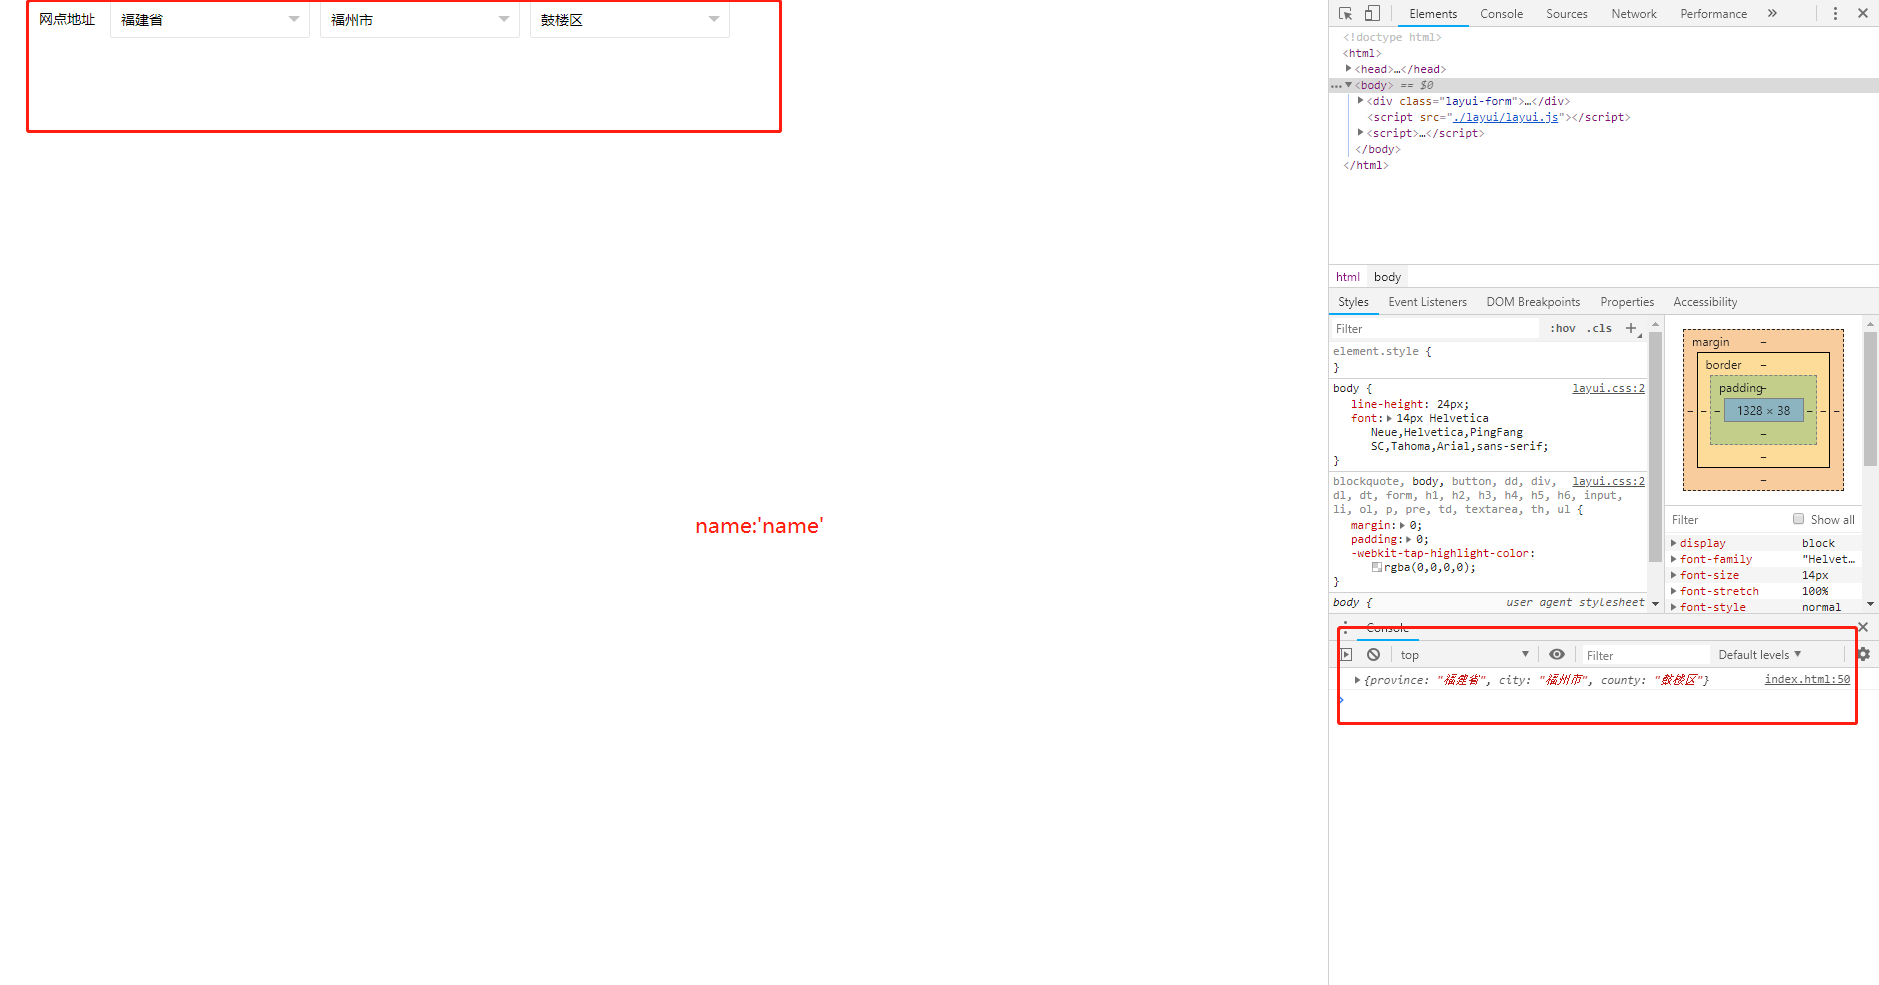 网点地址 福建省 福州市 鼓楼区
name:'name'
Elements Console Sources Network Performance »
<!doctype html>
<html>
<head>…</head>
<body> == $0
<div class="layui-form">…</div>
<script src="./layui/layui.js"></script>
<script>…</script>
</body>
</html>
html body
Styles Event Listeners DOM Breakpoints Properties Accessibility
Filter :hov .cls +
element.style {
}
body { layui.css:2
line-height: 24px;
font: 14px Helvetica
Neue,Helvetica,PingFang
SC,Tahoma,Arial,sans-serif;
}
blockquote, body, button, dd, div, layui.css:2
dl, dt, form, h1, h2, h3, h4, h5, h6, input,
li, ol, p, pre, td, textarea, th, ul {
margin: 0;
padding: 0;
-webkit-tap-highlight-color:
rgba(0,0,0,0);
}
body { user agent stylesheet
margin –
border –
padding –
– – – 1328 × 38 – – –
–
–
–
Filter Show all
display block
font-family "Helvet…
font-size 14px
font-stretch 100%
font-style normal
Console
top Filter Default levels
{province: "福建省", city: "福州市", county: "鼓楼区"} index.html:50